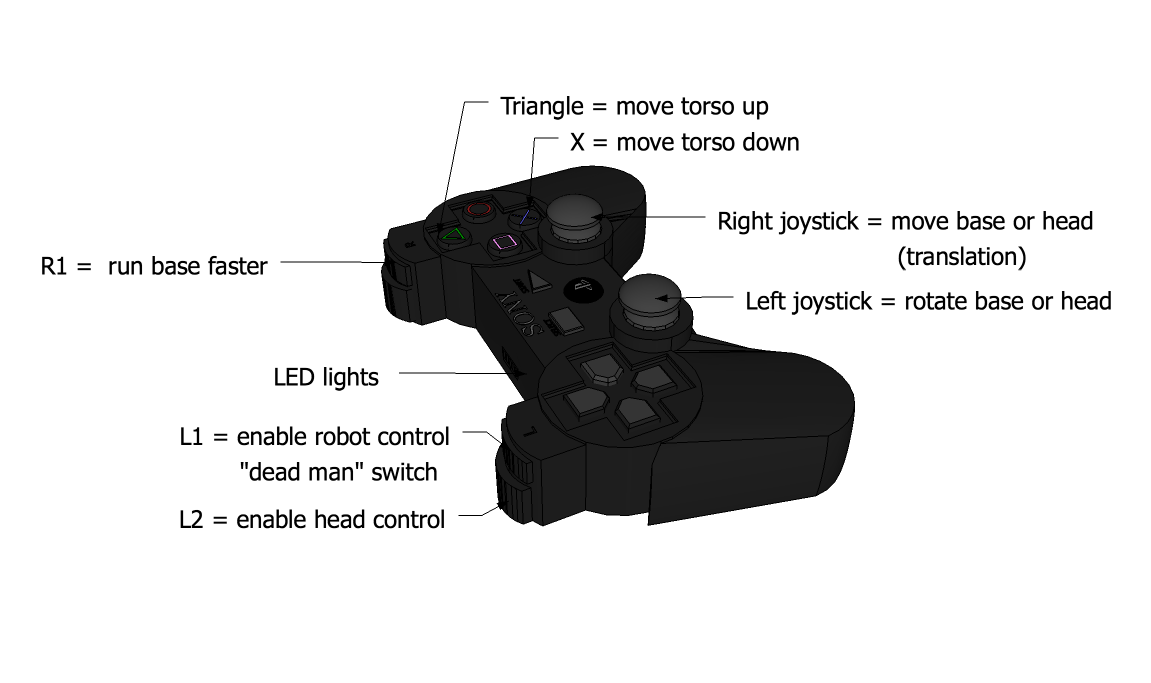 Triangle = move torso up
X = move torso down
Right joystick = move base or head
(translation)
R1 =  run base faster
Left joystick = rotate base or head
SONY
LED lights
L1 = enable robot control
"dead man" switch
L2 = enable head control